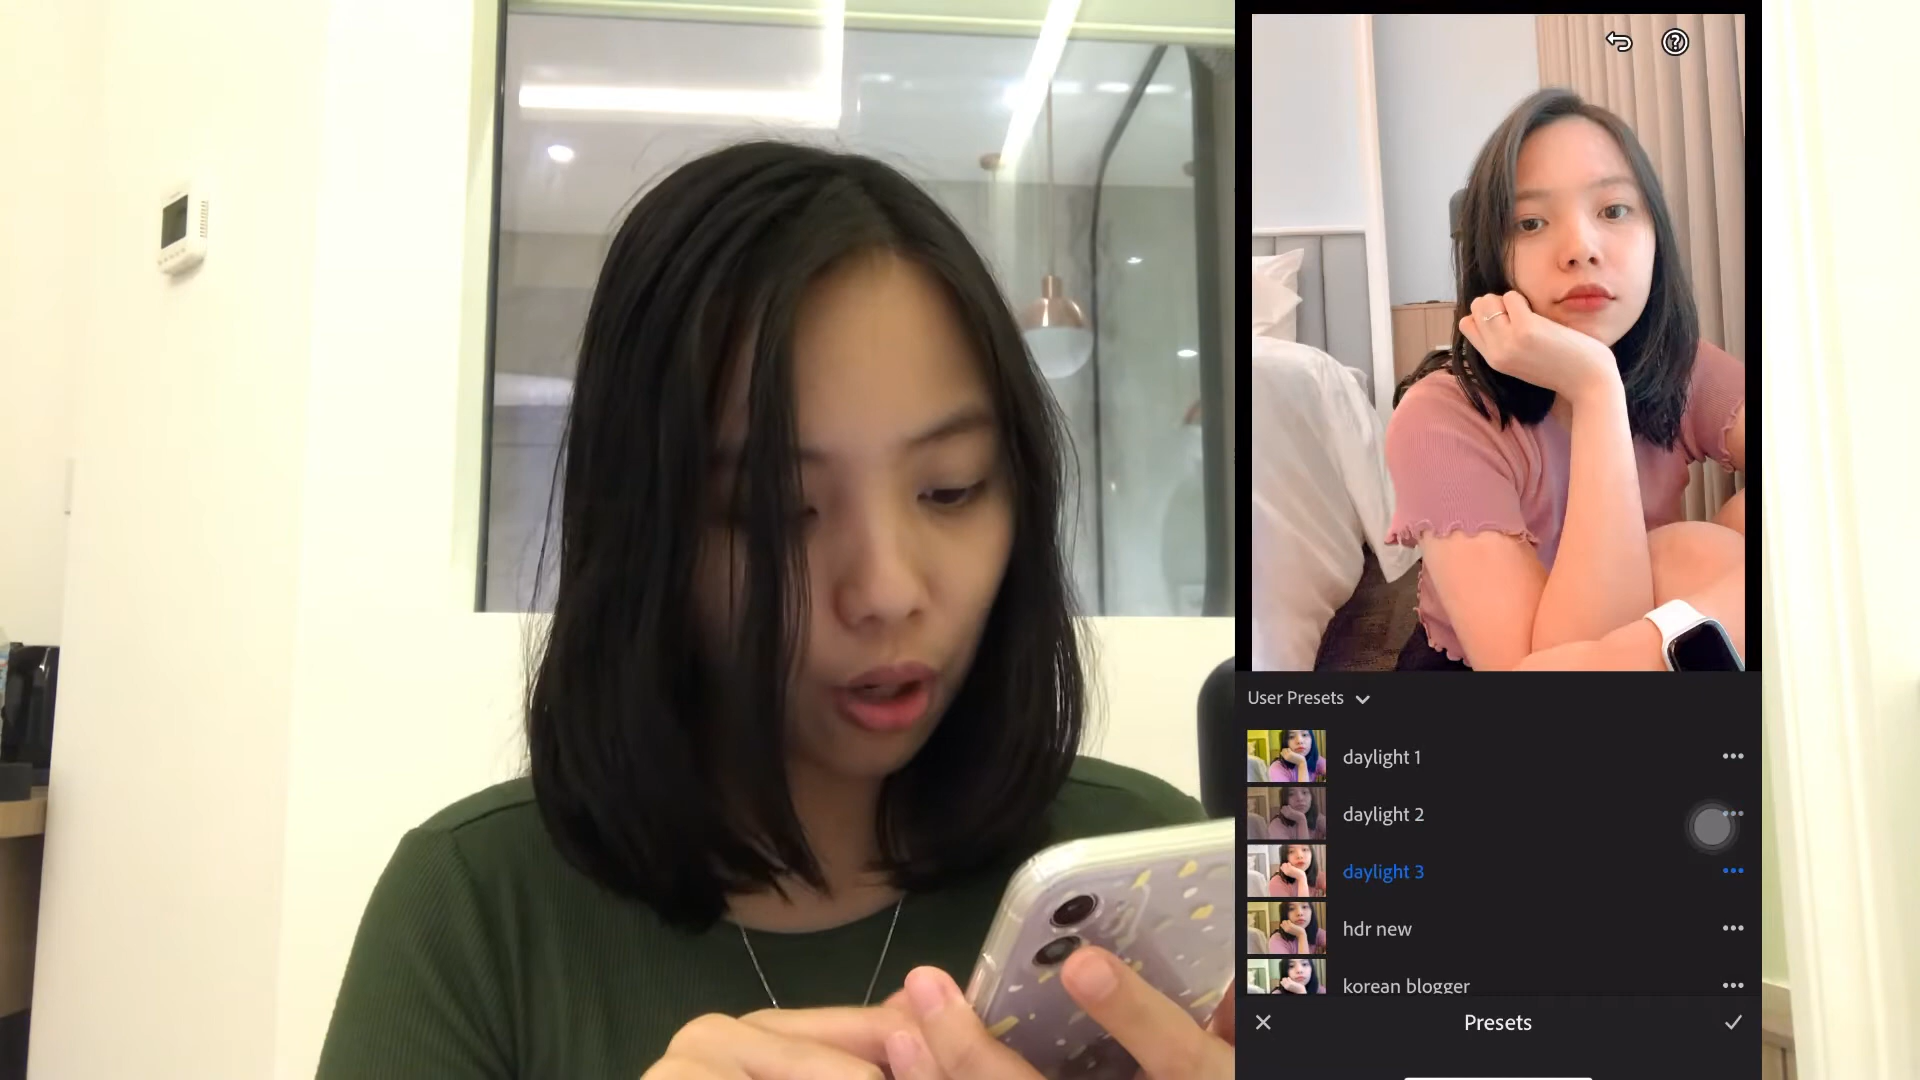 User Presets
daylight 1
daylight 2
daylight 3
hdr new
korean blogger
Presets